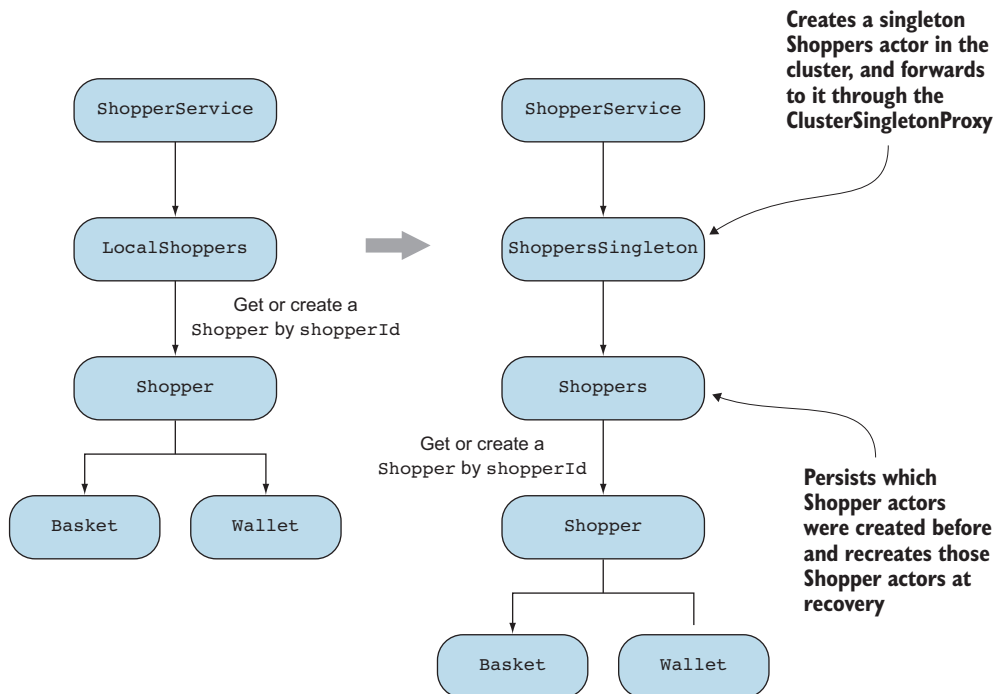 ShopperService
LocalShoppers
Get or create a
Shopper by shopperId
Shopper
Basket
Wallet
Creates a singleton
Shoppers actor in the
cluster, and forwards
to it through the
ClusterSingletonProxy
ShopperService
ShoppersSingleton
Shoppers
Get or create a
Shopper by shopperId
Shopper
Basket
Wallet
Persists which
Shopper actors
were created before
and recreates those
Shopper actors at
recovery